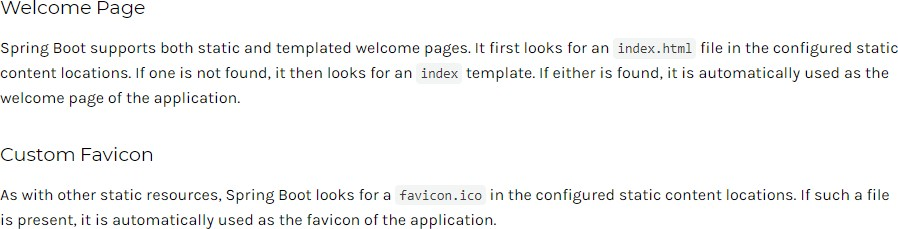 Welcome Page
Spring Boot supports both static and templated welcome pages. It first looks for an index.html file in the configured static
content locations. If one is not found, it then looks for an index template. If either is found, it is automatically used as the
welcome page of the application.
Custom Favicon
As with other static resources, Spring Boot looks for a favicon.ico in the configured static content locations. If such a file
is present, it is automatically used as the favicon of the application.